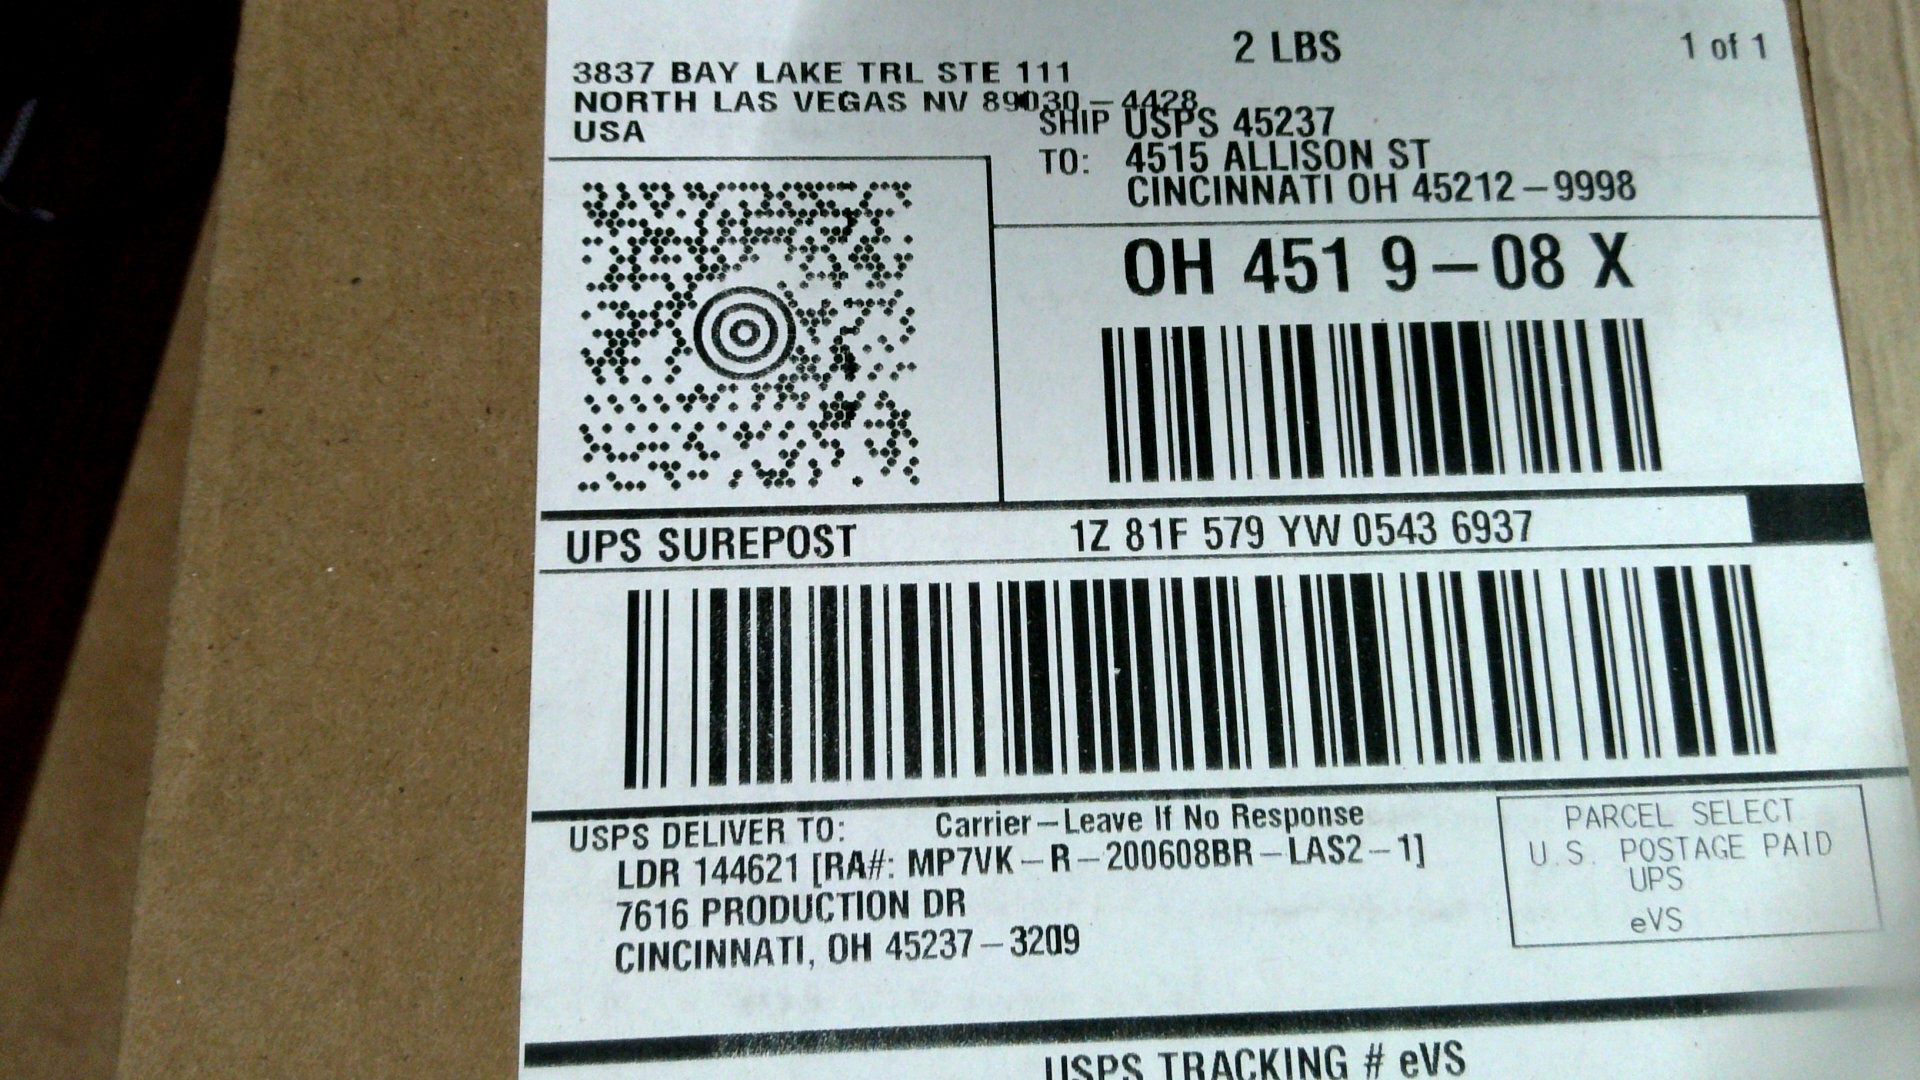 2 LBS
1 of 1
3837 BAY LAKE TRL STE 111
NORTH LAS VEGAS NV 89030-4428
USA
SHIP USPS 45237
TO: 4515 ALLISON ST
CINCINNATI OH 45212-9998
OH 451 9-08 X
UPS SUREPOST 1Z 81F 579 YW 0543 6937
USPS DELIVER TO: Carrier-Leave If No Response
LDR 144621 [RA#: MP7VK-R-200608BR-LAS2-1]
7616 PRODUCTION DR
CINCINNATI, OH 45237-3209
PARCEL SELECT
U.S. POSTAGE PAID
UPS
eVS
USPS TRACKING # eVS